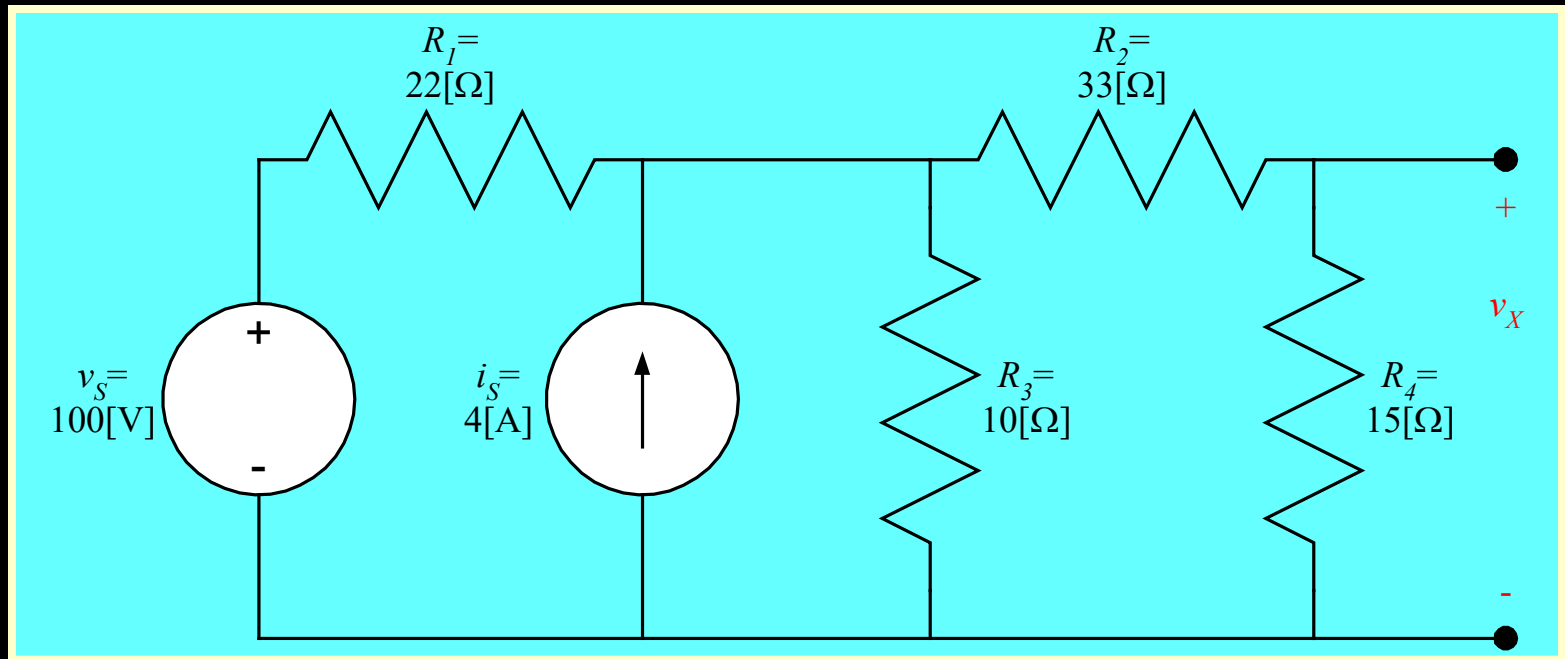 R1=
22[Ω]
R2=
33[Ω]
+
vX
-
+
-
vS=
100[V]
iS=
4[A]
R3=
10[Ω]
R4=
15[Ω]